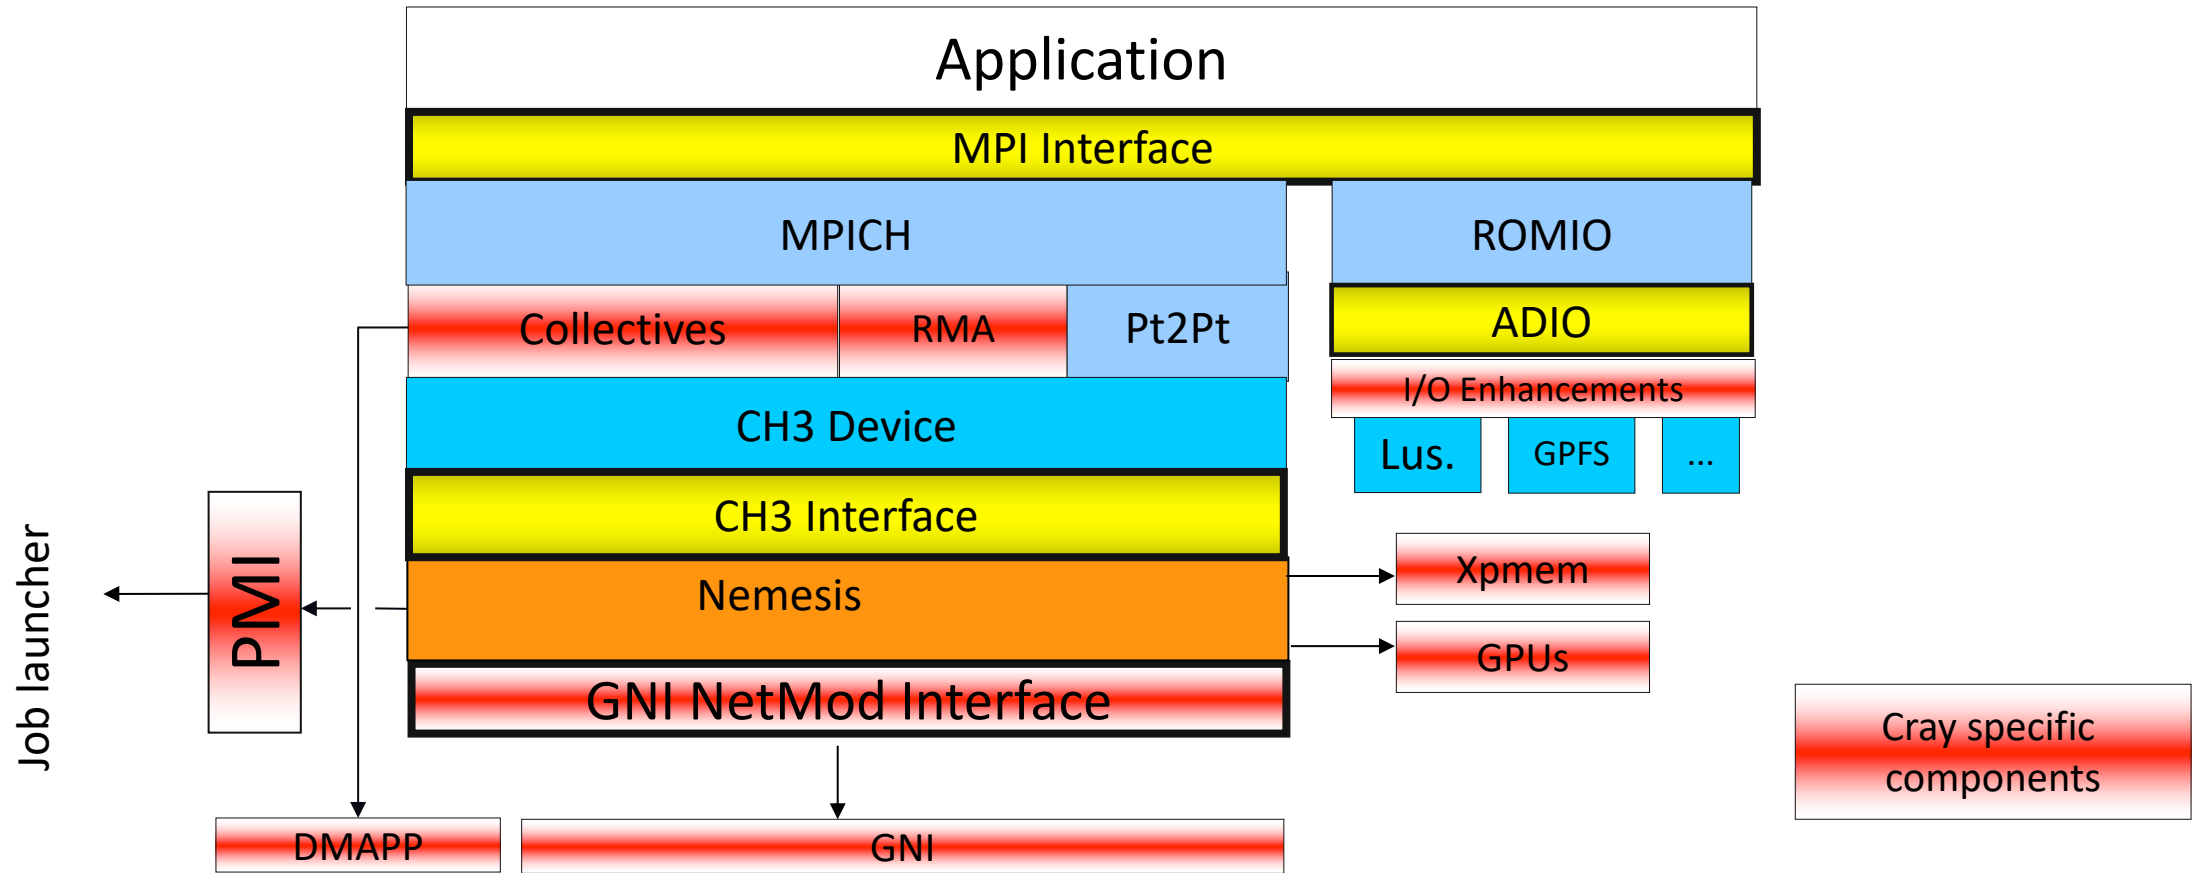 Application
MPI Interface
MPICH
ROMIO
Collectives
RMA
Pt2Pt
ADIO
I/O Enhancements
CH3 Device
Lus.
GPFS
...
CH3 Interface
Job launcher
PMI
Nemesis
Xpmem
GPUs
GNI NetMod Interface
Cray specific
components
DMAPP
GNI